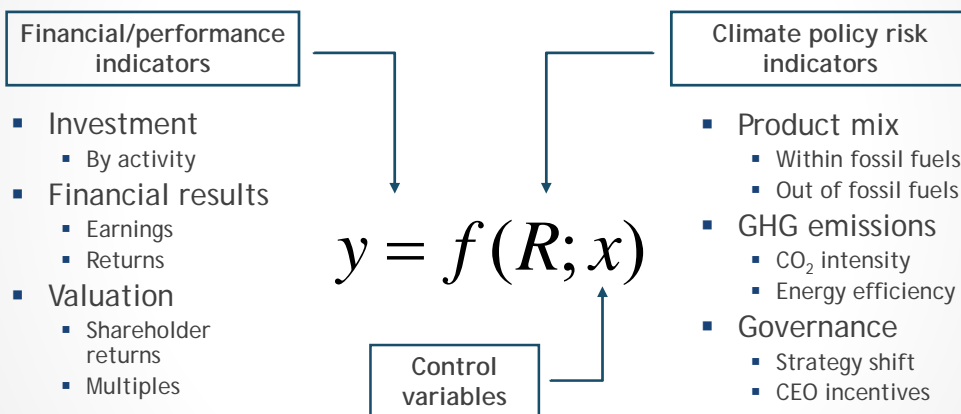 Financial/performance
indicators
Investment
By activity
Financial results
Earnings
Returns
Valuation
Shareholder
returns
Multiples
y = f(R; x)
Control
variables
Climate policy risk
indicators
Product mix
Within fossil fuels
Out of fossil fuels
GHG emissions
CO₂ intensity
Energy efficiency
Governance
Strategy shift
CEO incentives